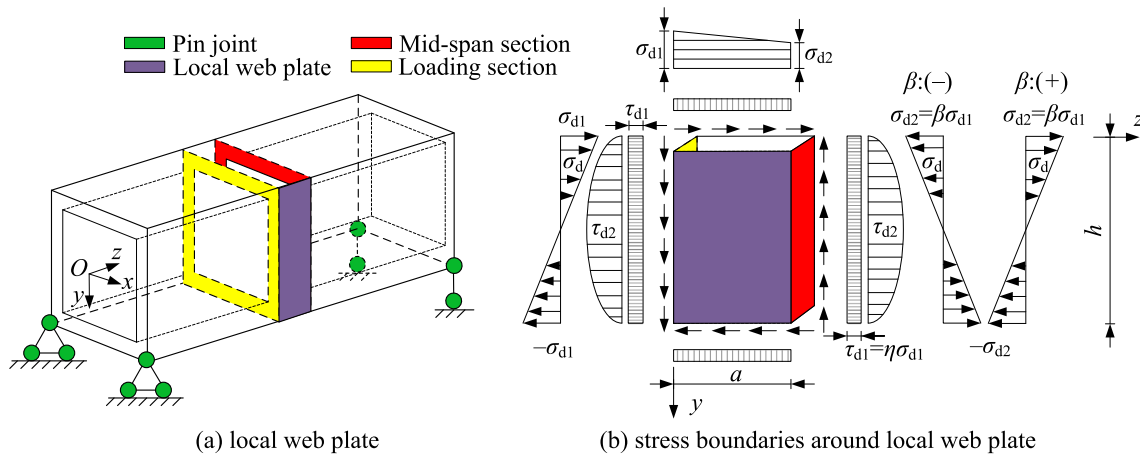 Pin joint
Mid-span section
Local web plate
Loading section
O
z
x
y
(a) local web plate
σd1
σd2
β:(−)
β:(+)
σd2=βσd1
σd2=βσd1
z
σd1
τd1
σd
σd
σd
τd2
τd2
h
−σd1
τd1=ησd1
−σd2
a
y
(b) stress boundaries around local web plate